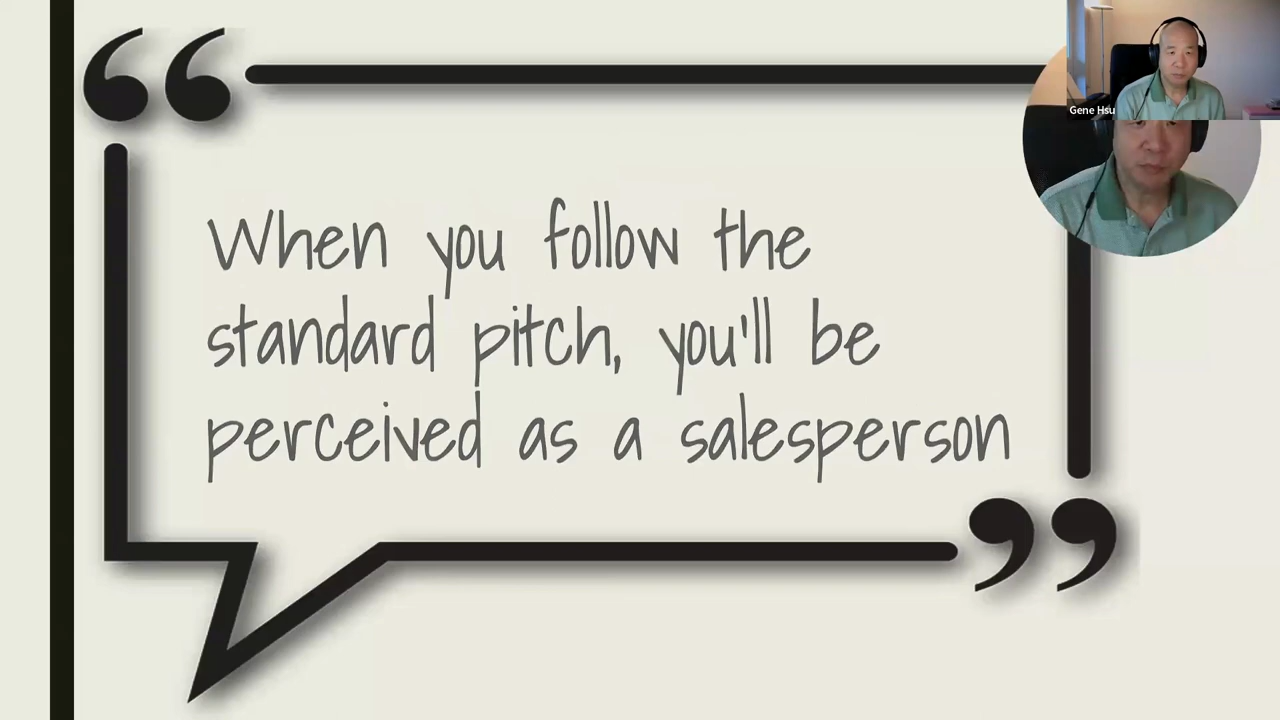 Gene Hsu
When you follow the
standard pitch, you'll be
perceived as a salesperson